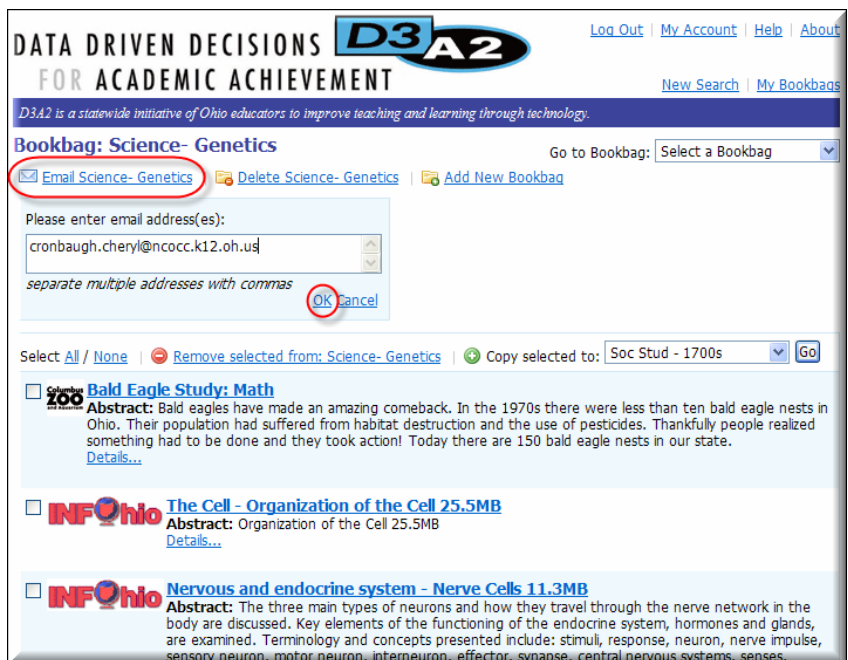 DATA DRIVEN DECISIONS D3A2
FOR ACADEMIC ACHIEVEMENT
Log Out | My Account | Help | About
New Search | My Bookbags
D3A2 is a statewide initiative of Ohio educators to improve teaching and learning through technology.
Bookbag: Science- Genetics
Go to Bookbag: Select a Bookbag
Email Science- Genetics | Delete Science- Genetics | Add New Bookbag
Please enter email address(es):
cronbaugh.cheryl@ncocc.k12.oh.us
separate multiple addresses with commas
OK Cancel
Select All / None | Remove selected from: Science- Genetics | Copy selected to: Soc Stud - 1700s Go
Columbus ZOO and Aquarium Bald Eagle Study: Math
Abstract: Bald eagles have made an amazing comeback. In the 1970s there were less than ten bald eagle nests in
Ohio. Their population had suffered from habitat destruction and the use of pesticides. Thankfully people realized
something had to be done and they took action! Today there are 150 bald eagle nests in our state.
Details...
INFOhio The Cell - Organization of the Cell 25.5MB
Abstract: Organization of the Cell 25.5MB
Details...
INFOhio Nervous and endocrine system - Nerve Cells 11.3MB
Abstract: The three main types of neurons and how they travel through the nerve network in the
body are discussed. Key elements of the functioning of the endocrine system, hormones and glands,
are examined. Terminology and concepts presented include: stimuli, response, neuron, nerve impulse,
sensory neuron, motor neuron, interneuron, effector, synapse, central nervous systems, senses,